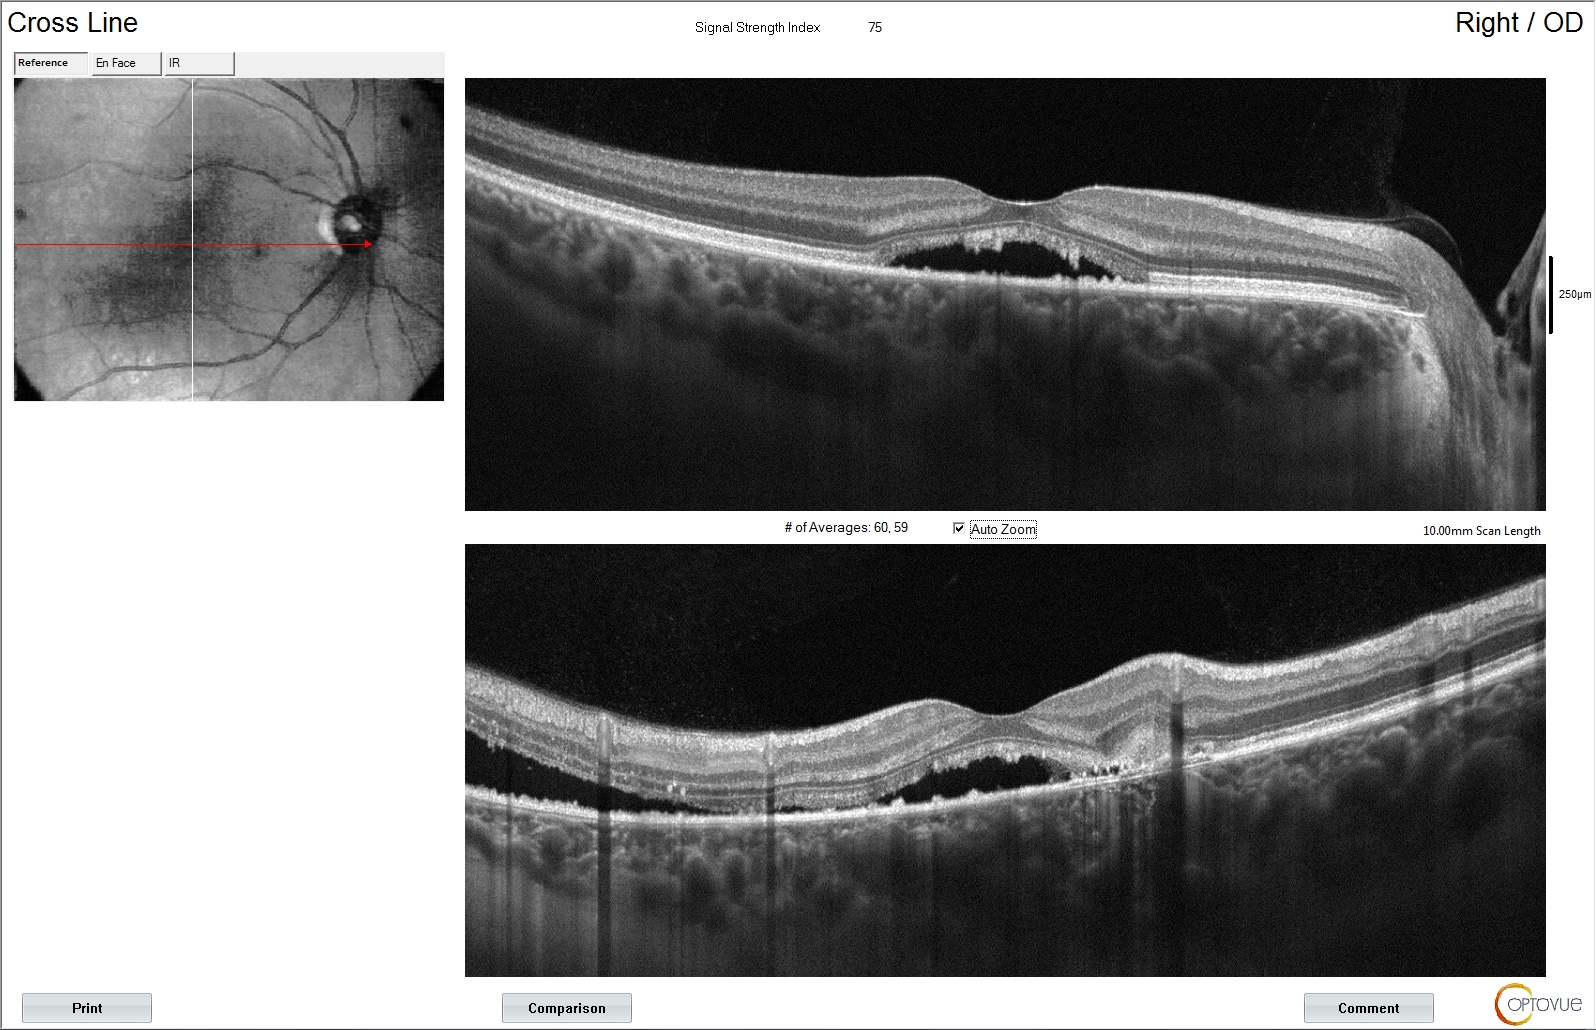 Cross Line
Signal Strength Index 75
Right / OD
Reference En Face IR
250µm
# of Averages: 60, 59
Auto Zoom
10.00mm Scan Length
Print
Comparison
Comment
OPTOVUE